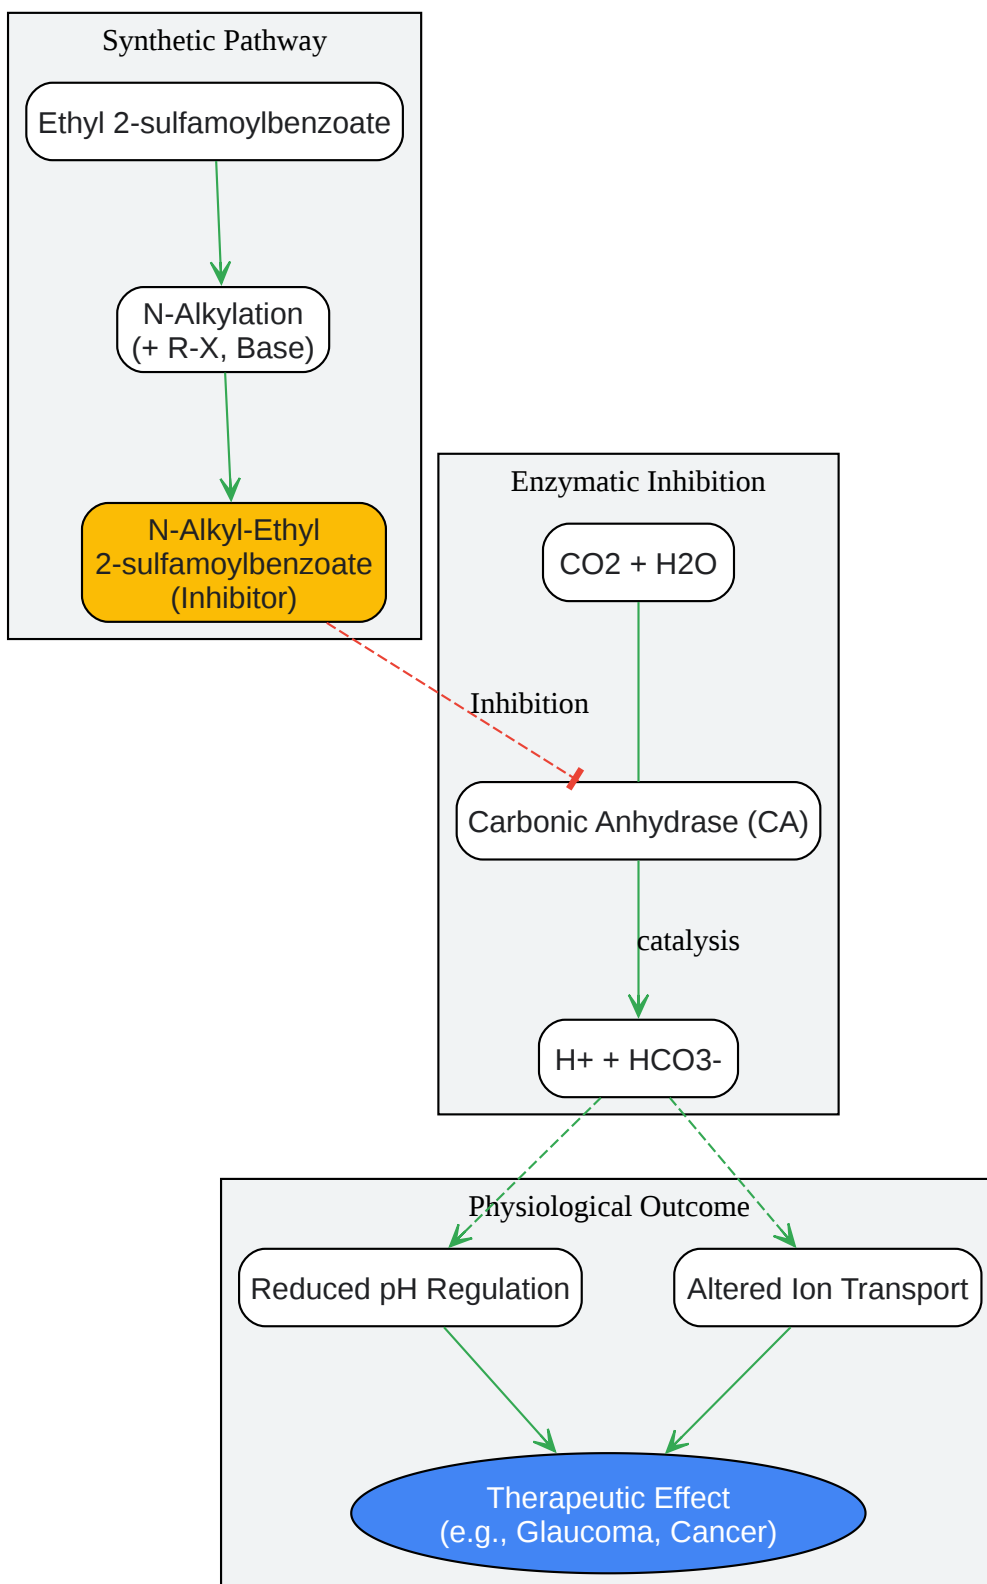 Synthetic Pathway
Ethyl 2-sulfamoylbenzoate
N-Alkylation
(+ R-X, Base)
N-Alkyl-Ethyl
2-sulfamoylbenzoate
(Inhibitor)
Enzymatic Inhibition
CO2 + H2O
Inhibition
Carbonic Anhydrase (CA)
catalysis
H+ + HCO3-
Physiological Outcome
Reduced pH Regulation
Altered Ion Transport
Therapeutic Effect
(e.g., Glaucoma, Cancer)